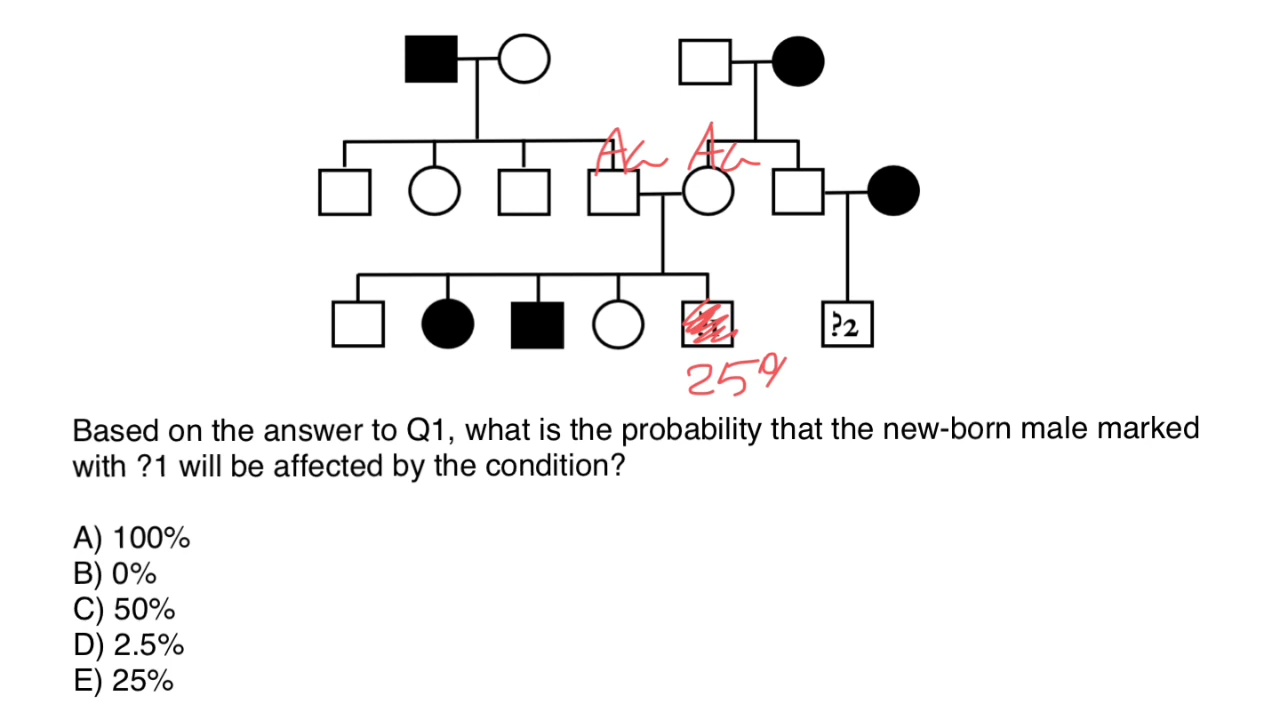 Aa Aa
?2
25%
Based on the answer to Q1, what is the probability that the new-born male marked
with ?1 will be affected by the condition?
A) 100%
B) 0%
C) 50%
D) 2.5%
E) 25%